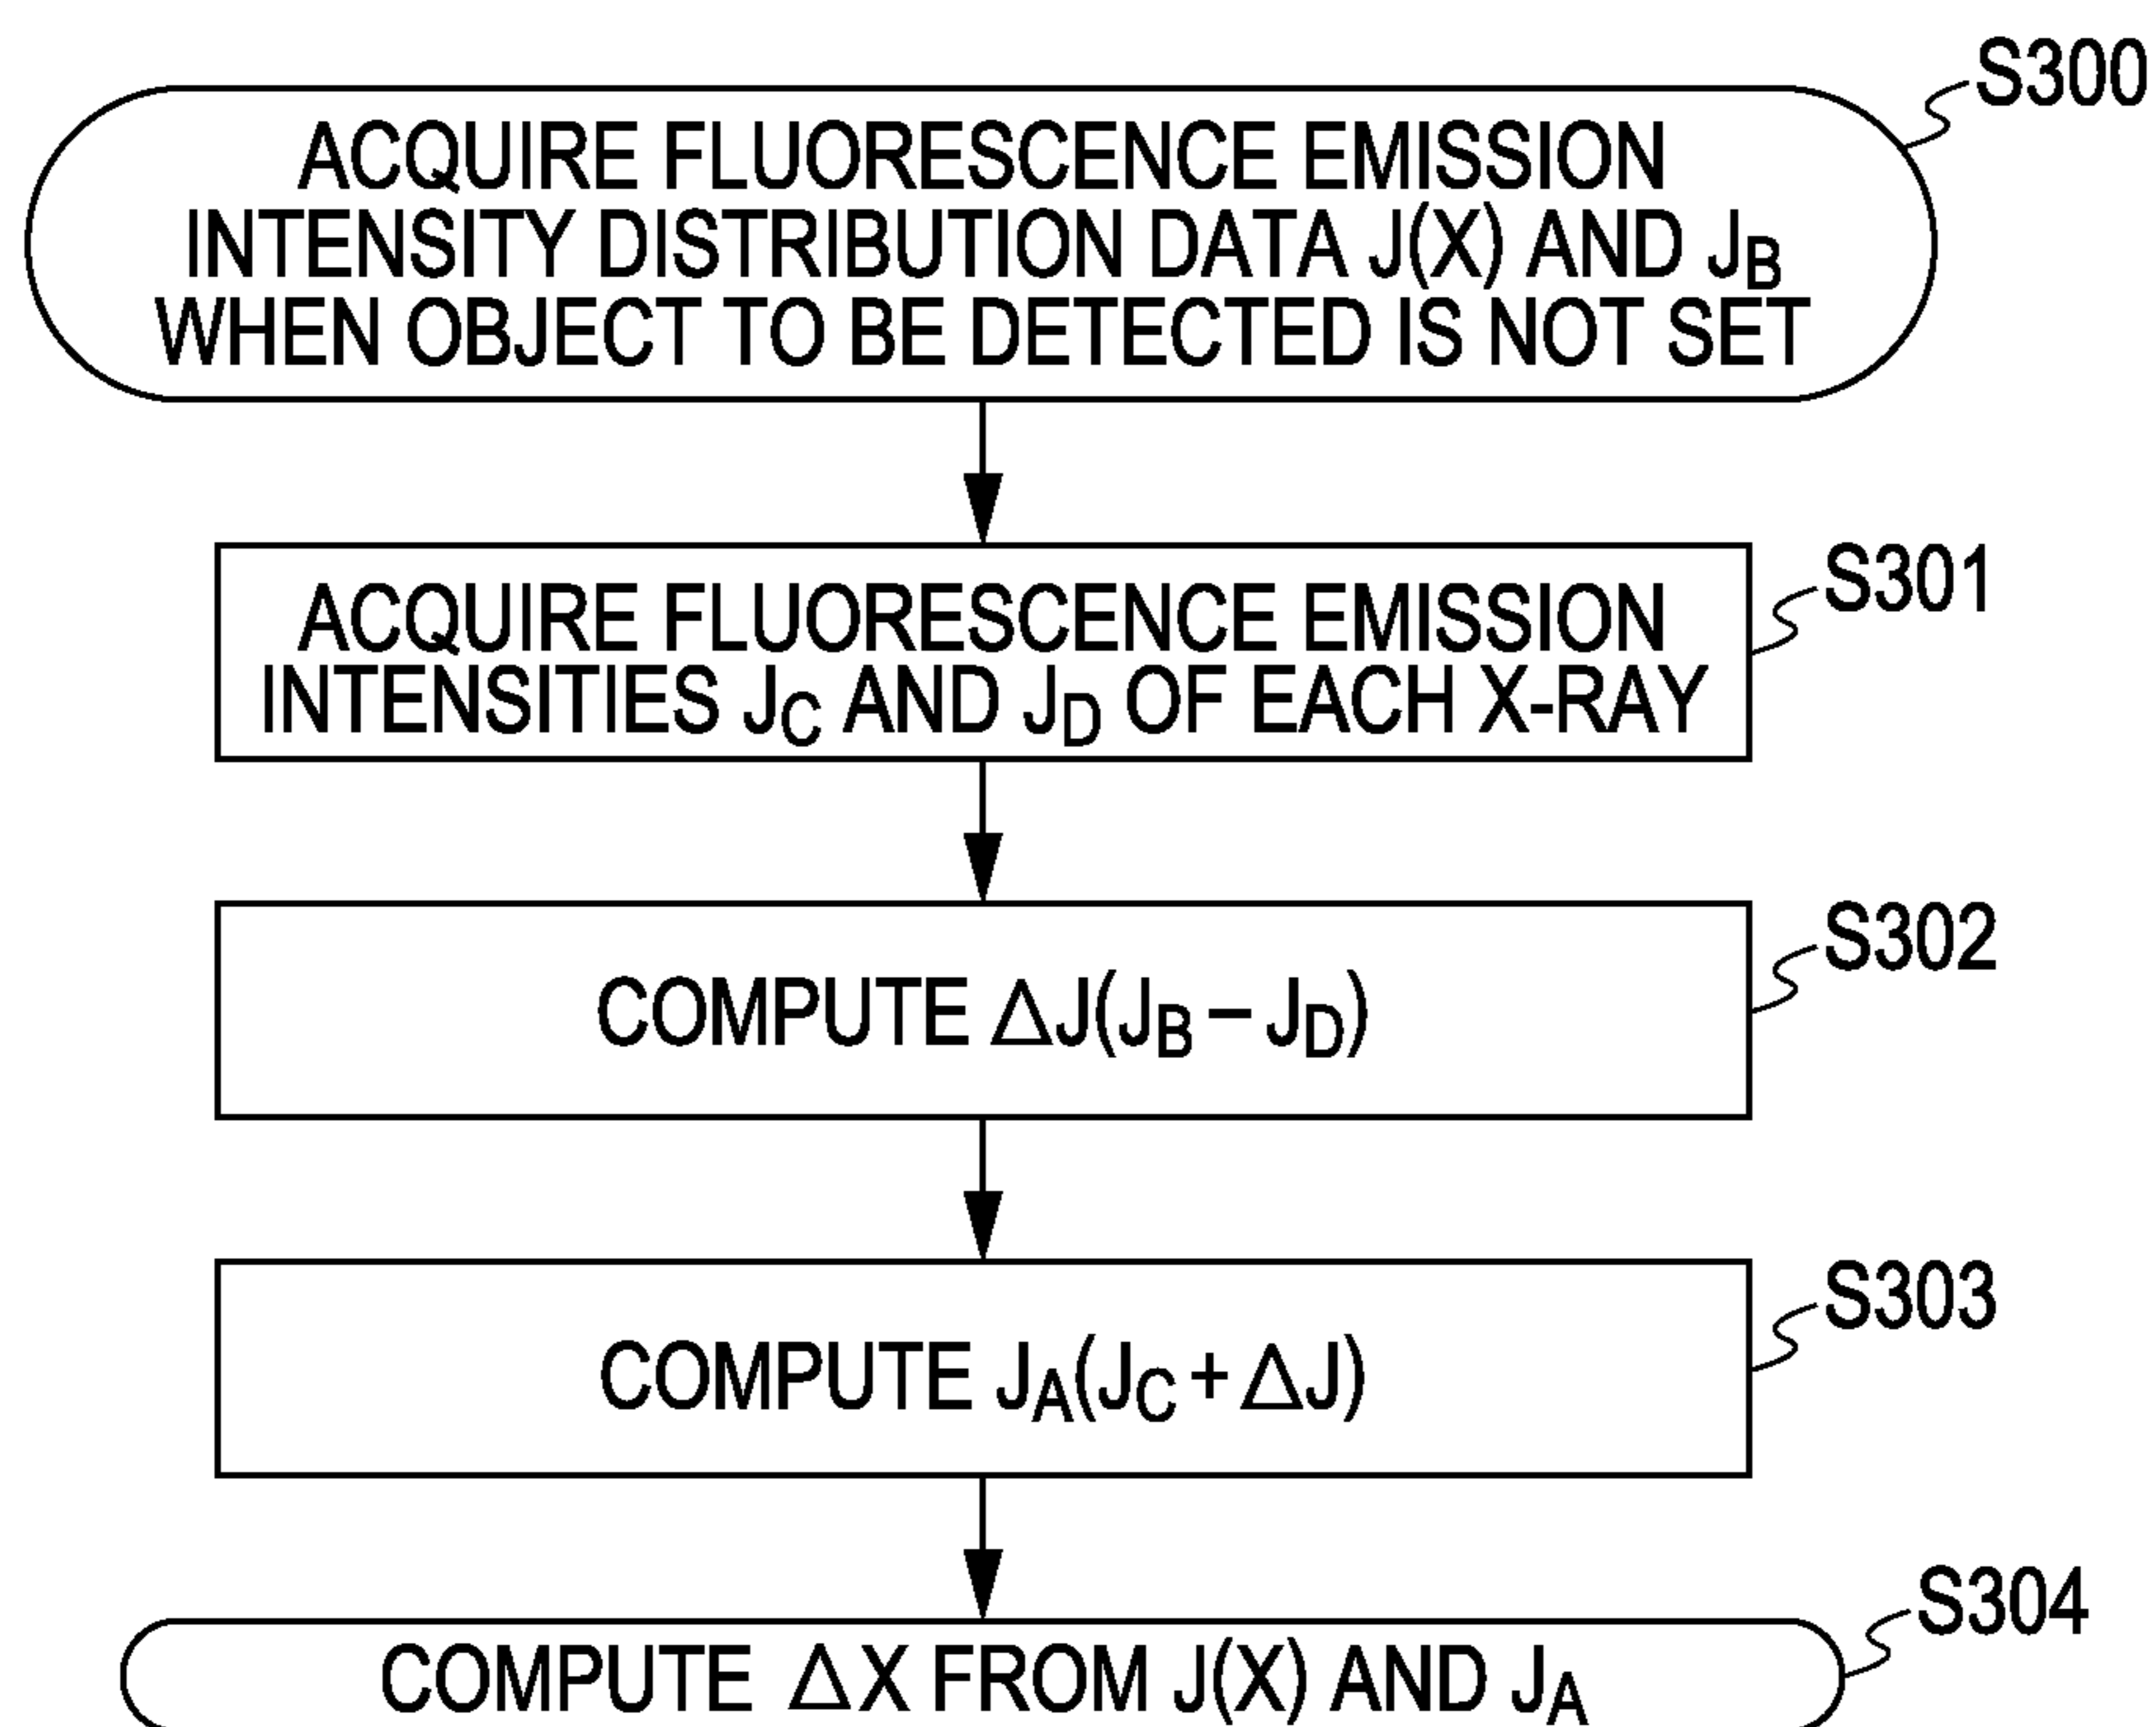 S300
ACQUIRE FLUORESCENCE EMISSION
INTENSITY DISTRIBUTION DATA J(X) AND JB
WHEN OBJECT TO BE DETECTED IS NOT SET
S301
ACQUIRE FLUORESCENCE EMISSION
INTENSITIES JC AND JD OF EACH X-RAY
S302
COMPUTE ΔJ(JB – JD)
S303
COMPUTE JA(JC + ΔJ)
S304
COMPUTE ΔX FROM J(X) AND JA